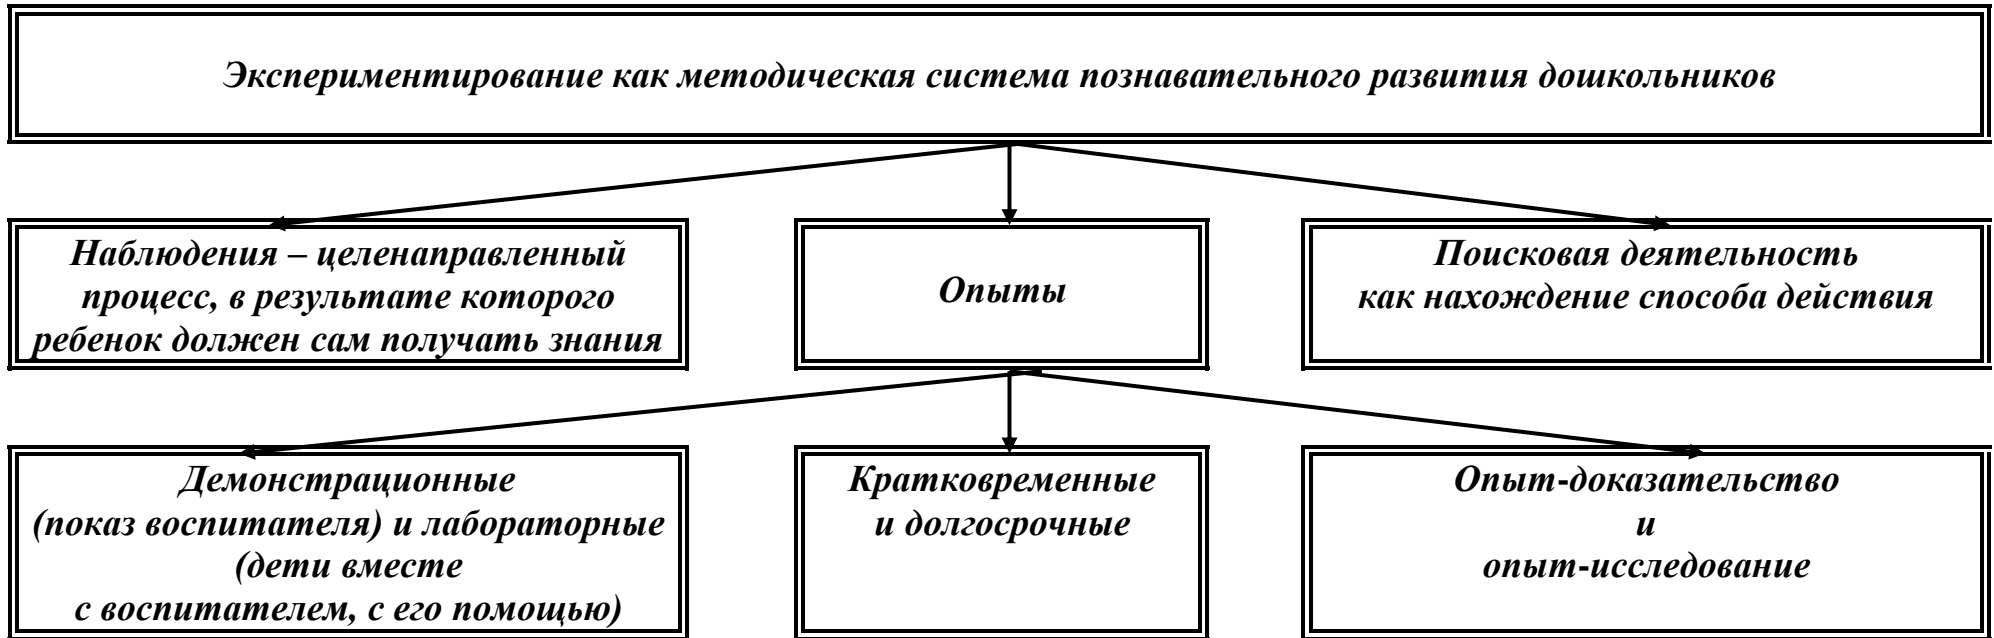 Экспериментирование как методическая система познавательного развития дошкольников
Наблюдения – целенаправленный
процесс, в результате которого
ребенок должен сам получать знания
Опыты
Поисковая деятельность
как нахождение способа действия
Демонстрационные
(показ воспитателя) и лабораторные
(дети вместе
с воспитателем, с его помощью)
Кратковременные
и долгосрочные
Опыт-доказательство
и
опыт-исследование